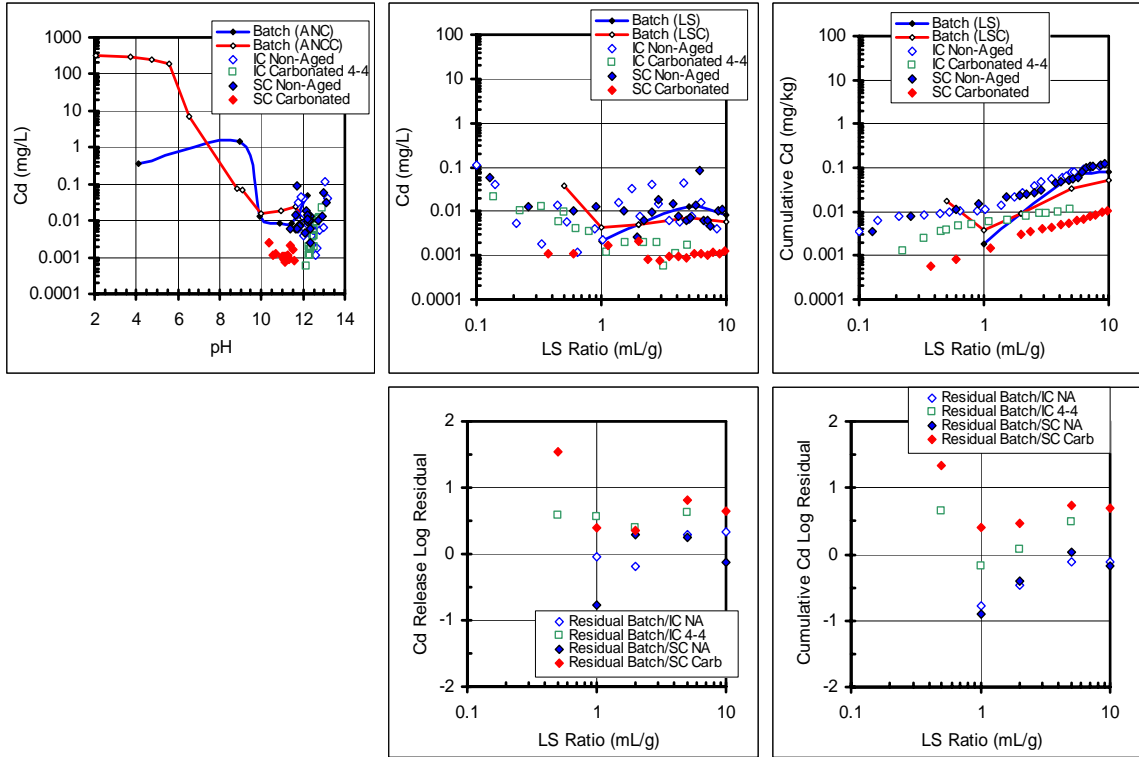 Batch (ANC)
Batch (ANCC)
IC Non-Aged
IC Carbonated 4-4
SC Non-Aged
SC Carbonated
1000
100
10
1
0.1
0.01
0.001
0.0001
Cd (mg/L)
2 4 6 8 10 12 14
pH
Batch (LS)
Batch (LSC)
IC Non-Aged
IC Carbonated 4-4
SC Non-Aged
SC Carbonated
100
10
1
0.1
0.01
0.001
0.0001
Cd (mg/L)
0.1 1 10
LS Ratio (mL/g)
Batch (LS)
Batch (LSC)
IC Non-Aged
IC Carbonated 4-4
SC Non-Aged
SC Carbonated
100
10
1
0.1
0.01
0.001
0.0001
Cumulative Cd (mg/kg)
0.1 1 10
LS Ratio (mL/g)
2
1
0
-1
-2
Cd Release Log Residual
Residual Batch/IC NA
Residual Batch/IC 4-4
Residual Batch/SC NA
Residual Batch/SC Carb
0.1 1 10
LS Ratio (mL/g)
Residual Batch/IC NA
Residual Batch/IC 4-4
Residual Batch/SC NA
Residual Batch/SC Carb
2
1
0
-1
-2
Cumulative Cd Log Residual
0.1 1 10
LS Ratio (mL/g)